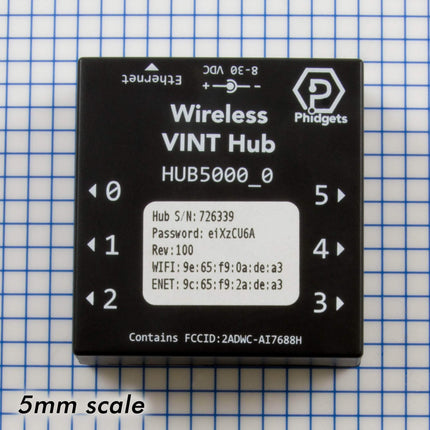 Ethernet
8-30 VDC
+ -
Phidgets
Wireless
VINT Hub
HUB5000_0
0
5
1
4
2
3
Hub S/N: 726339
Password: eiXzCU6A
Rev:100
WIFI: 9e:65:f9:0a:de:a3
ENET: 9c:65:f9:2a:de:a3
Contains FCCID:2ADWC-AI7688H
5mm scale